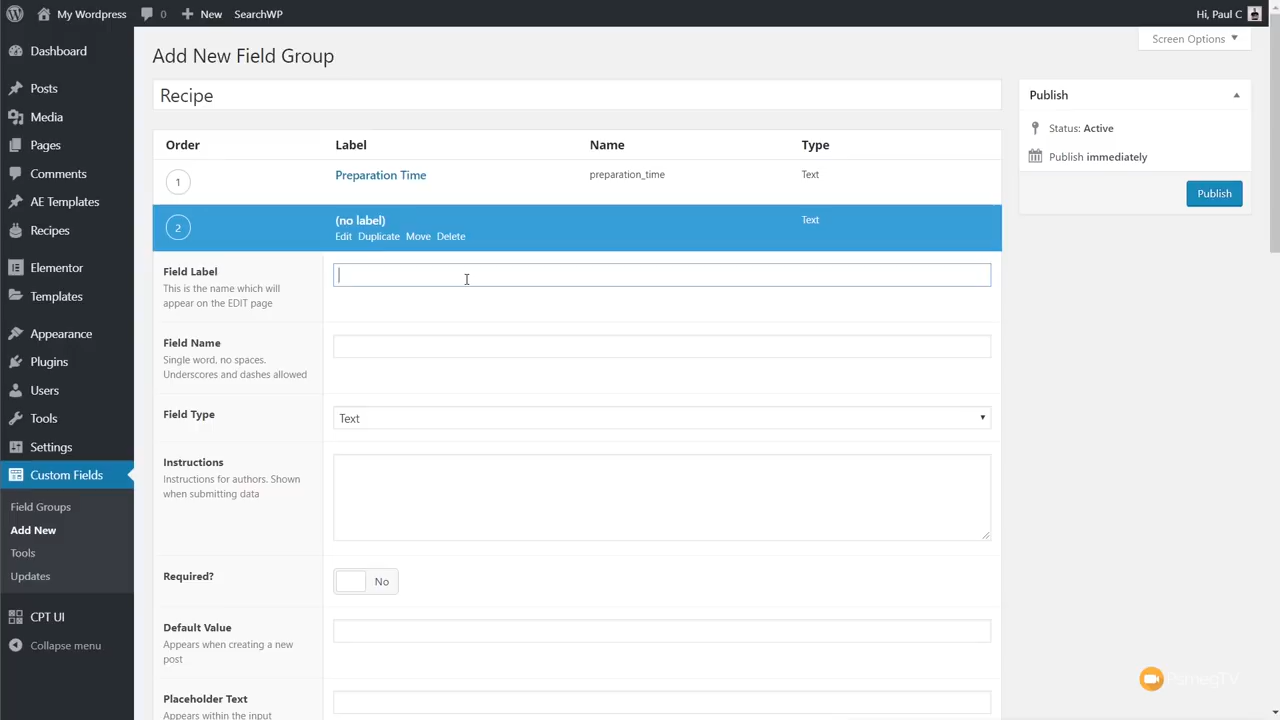 My Wordpress 0 New SearchWP Hi, Paul C
Screen Options
Dashboard
Posts
Media
Pages
Comments
AE Templates
Recipes
Elementor
Templates
Appearance
Plugins
Users
Tools
Settings
Custom Fields
Field Groups
Add New
Tools
Updates
CPT UI
Collapse menu
Add New Field Group
Recipe
Order Label Name Type
1 Preparation Time preparation_time Text
2 (no label) Text
Edit Duplicate Move Delete
Field Label
This is the name which will
appear on the EDIT page
Field Name
Single word, no spaces.
Underscores and dashes allowed
Field Type
Text
Instructions
Instructions for authors. Shown
when submitting data
Required?
No
Default Value
Appears when creating a new
post
Placeholder Text
Appears within the input
Publish
Status: Active
Publish immediately
Publish
PsmegTV